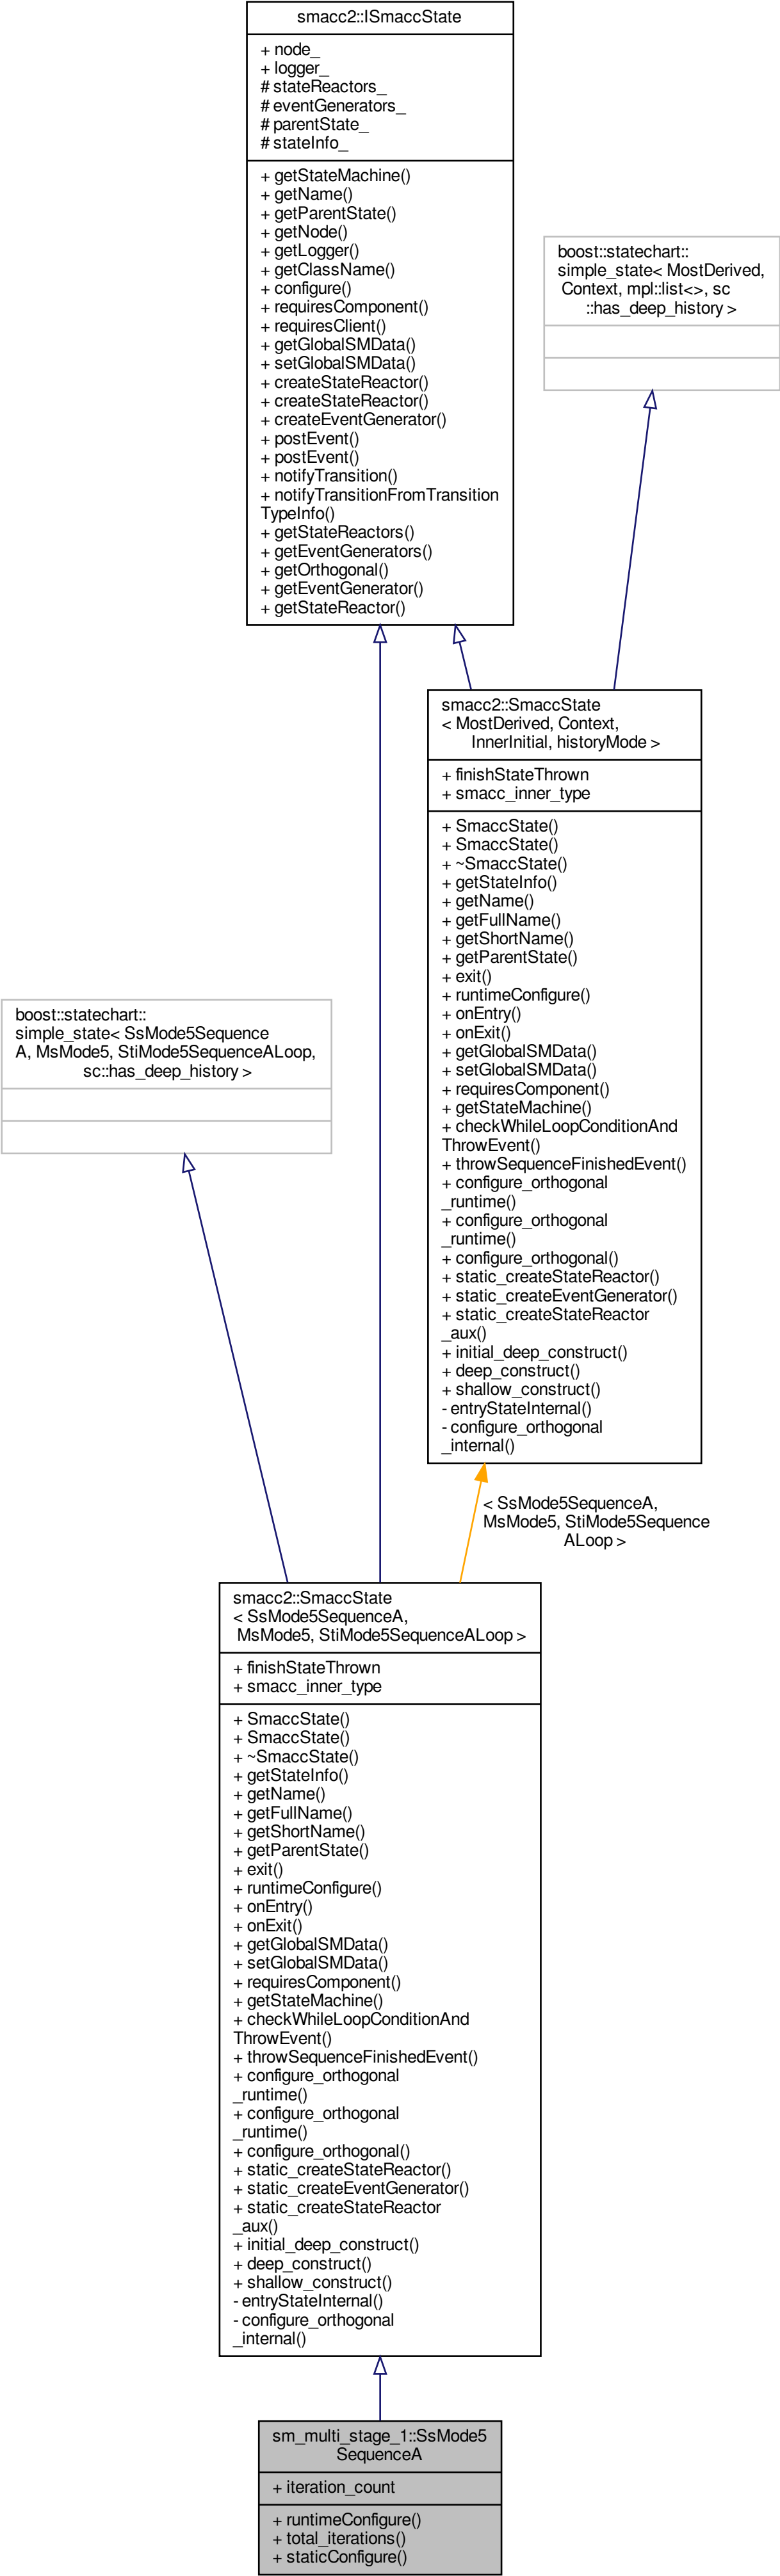 smacc2::ISmaccState
+ node_
+ logger_
# stateReactors_
# eventGenerators_
# parentState_
# stateInfo_
+ getStateMachine()
+ getName()
+ getParentState()
+ getNode()
+ getLogger()
+ getClassName()
+ configure()
+ requiresComponent()
+ requiresClient()
+ getGlobalSMData()
+ setGlobalSMData()
+ createStateReactor()
+ createStateReactor()
+ createEventGenerator()
+ postEvent()
+ postEvent()
+ notifyTransition()
+ notifyTransitionFromTransition
TypeInfo()
+ getStateReactors()
+ getEventGenerators()
+ getOrthogonal()
+ getEventGenerator()
+ getStateReactor()
boost::statechart::
simple_state< MostDerived,
Context, mpl::list<>, sc
::has_deep_history >
smacc2::SmaccState
< MostDerived, Context,
InnerInitial, historyMode >
+ finishStateThrown
+ smacc_inner_type
+ SmaccState()
+ SmaccState()
+ ~SmaccState()
+ getStateInfo()
+ getName()
+ getFullName()
+ getShortName()
+ getParentState()
+ exit()
+ runtimeConfigure()
+ onEntry()
+ onExit()
+ getGlobalSMData()
+ setGlobalSMData()
+ requiresComponent()
+ getStateMachine()
+ checkWhileLoopConditionAnd
ThrowEvent()
+ throwSequenceFinishedEvent()
+ configure_orthogonal
_runtime()
+ configure_orthogonal
_runtime()
+ configure_orthogonal()
+ static_createStateReactor()
+ static_createEventGenerator()
+ static_createStateReactor
_aux()
+ initial_deep_construct()
+ deep_construct()
+ shallow_construct()
- entryStateInternal()
- configure_orthogonal
_internal()
boost::statechart::
simple_state< SsMode5Sequence
A, MsMode5, StiMode5SequenceALoop,
sc::has_deep_history >
< SsMode5SequenceA,
MsMode5, StiMode5Sequence
ALoop >
smacc2::SmaccState
< SsMode5SequenceA,
MsMode5, StiMode5SequenceALoop >
+ finishStateThrown
+ smacc_inner_type
+ SmaccState()
+ SmaccState()
+ ~SmaccState()
+ getStateInfo()
+ getName()
+ getFullName()
+ getShortName()
+ getParentState()
+ exit()
+ runtimeConfigure()
+ onEntry()
+ onExit()
+ getGlobalSMData()
+ setGlobalSMData()
+ requiresComponent()
+ getStateMachine()
+ checkWhileLoopConditionAnd
ThrowEvent()
+ throwSequenceFinishedEvent()
+ configure_orthogonal
_runtime()
+ configure_orthogonal
_runtime()
+ configure_orthogonal()
+ static_createStateReactor()
+ static_createEventGenerator()
+ static_createStateReactor
_aux()
+ initial_deep_construct()
+ deep_construct()
+ shallow_construct()
- entryStateInternal()
- configure_orthogonal
_internal()
sm_multi_stage_1::SsMode5
SequenceA
+ iteration_count
+ runtimeConfigure()
+ total_iterations()
+ staticConfigure()